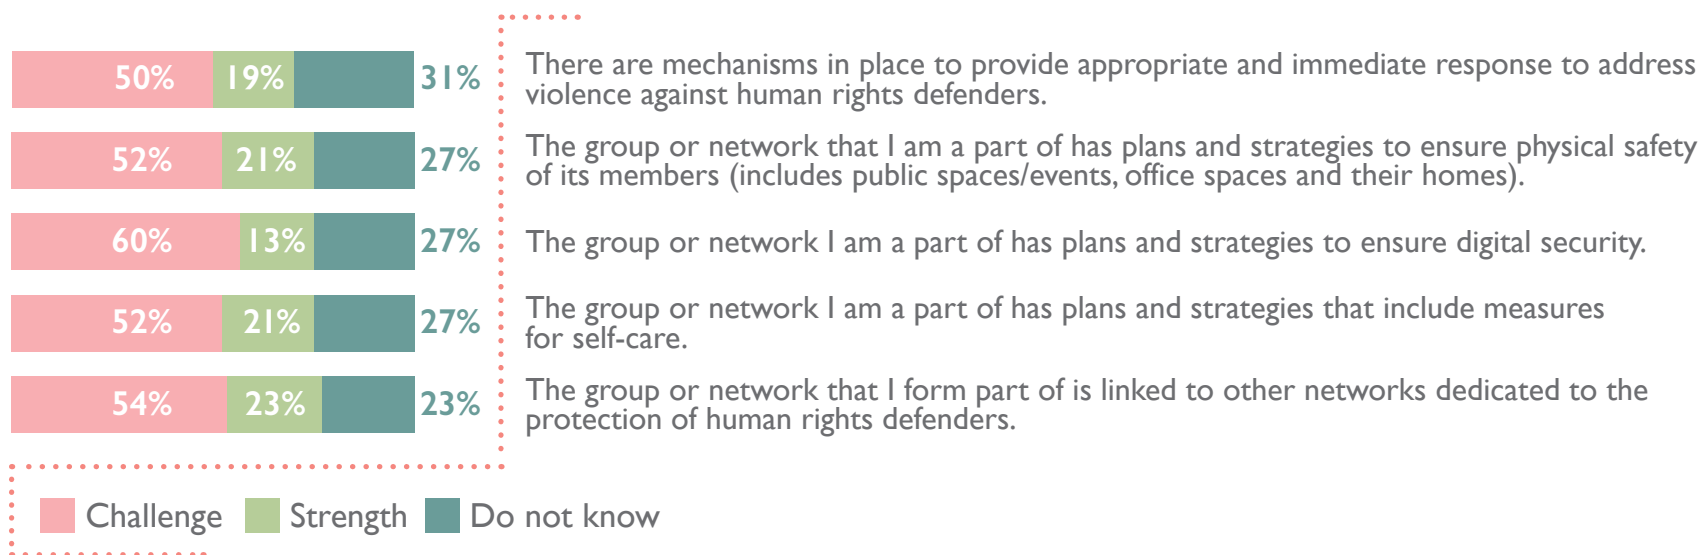 50% 19% 31% There are mechanisms in place to provide appropriate and immediate response to address
violence against human rights defenders.
52% 21% 27% The group or network that I am a part of has plans and strategies to ensure physical safety
of its members (includes public spaces/events, office spaces and their homes).
60% 13% 27% The group or network I am a part of has plans and strategies to ensure digital security.
52% 21% 27% The group or network I am a part of has plans and strategies that include measures
for self-care.
54% 23% 23% The group or network that I form part of is linked to other networks dedicated to the
protection of human rights defenders.
Challenge Strength Do not know